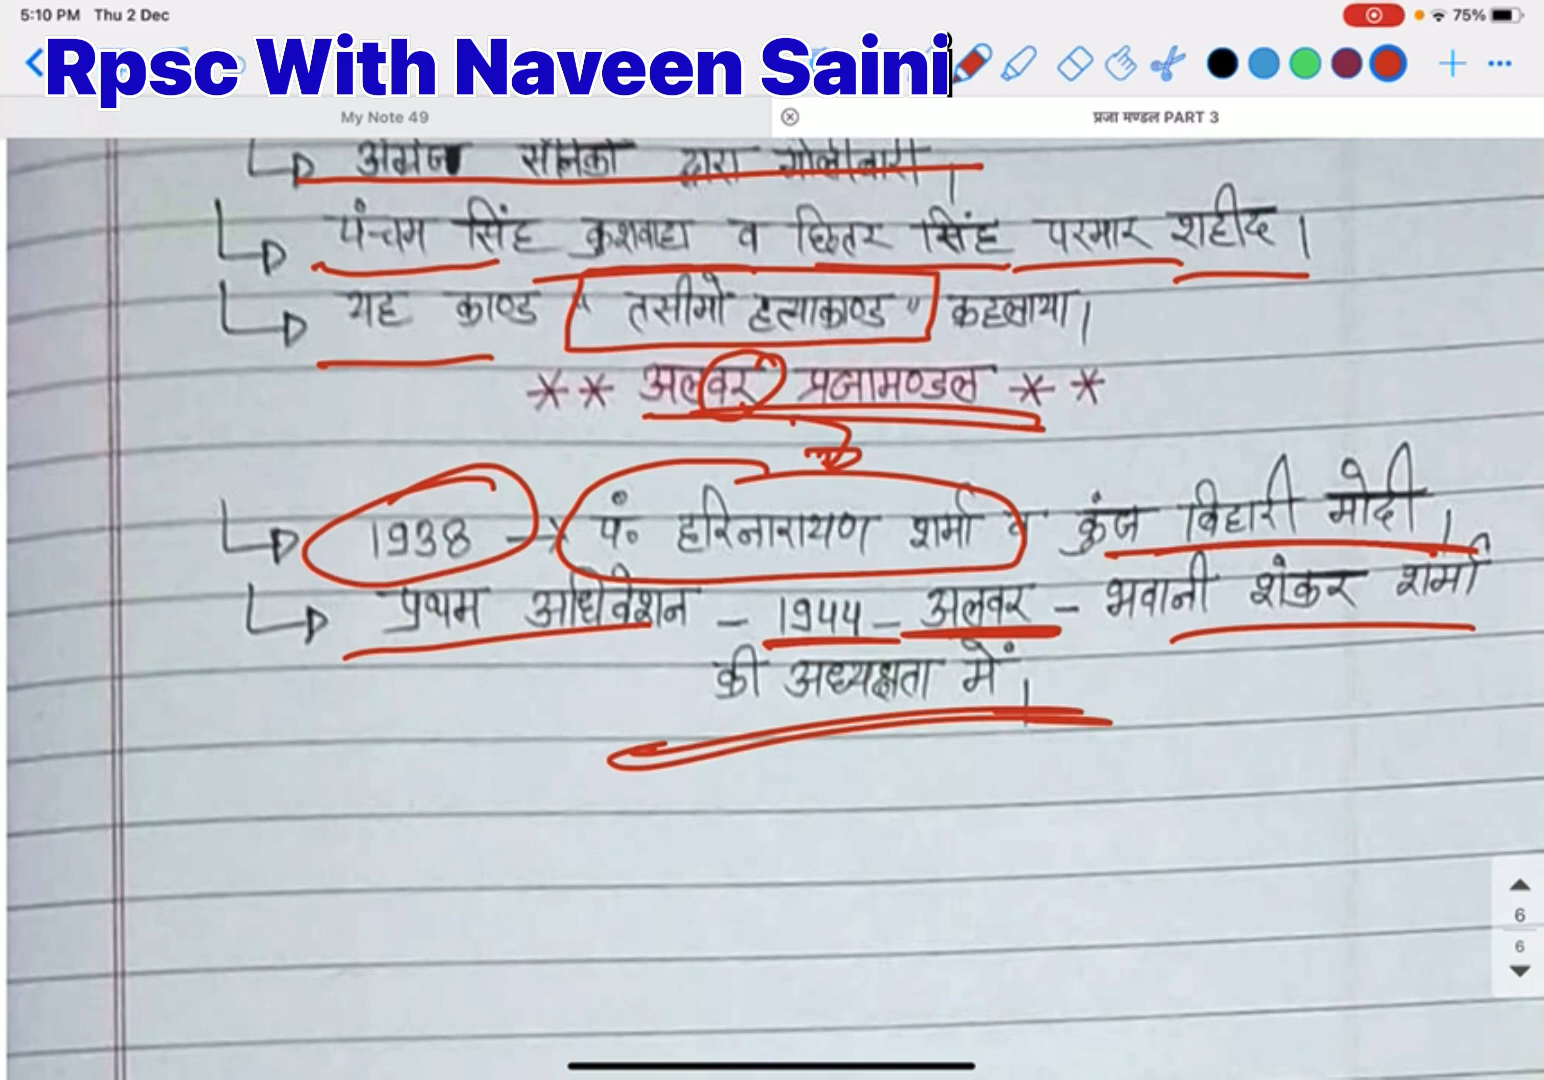 5:10 PM Thu 2 Dec
75%
Rpsc With Naveen Saini
My Note 49
प्रजा मण्डल PART 3
अंग्रेज सैनिकों द्वारा गोलीबारी।
पंचम सिंह कुशवाहा व छितर सिंह परमार शहीद।
यह काण्ड "तसीमो हत्याकाण्ड" कहलाया।
** अलवर प्रजामण्डल **
1938 → पं. हरिनारायण शर्मा व कुंज बिहारी मोदी।
प्रथम अधिवेशन – 1944 – अलवर – भवानी शंकर शर्मा
की अध्यक्षता में।
6
6